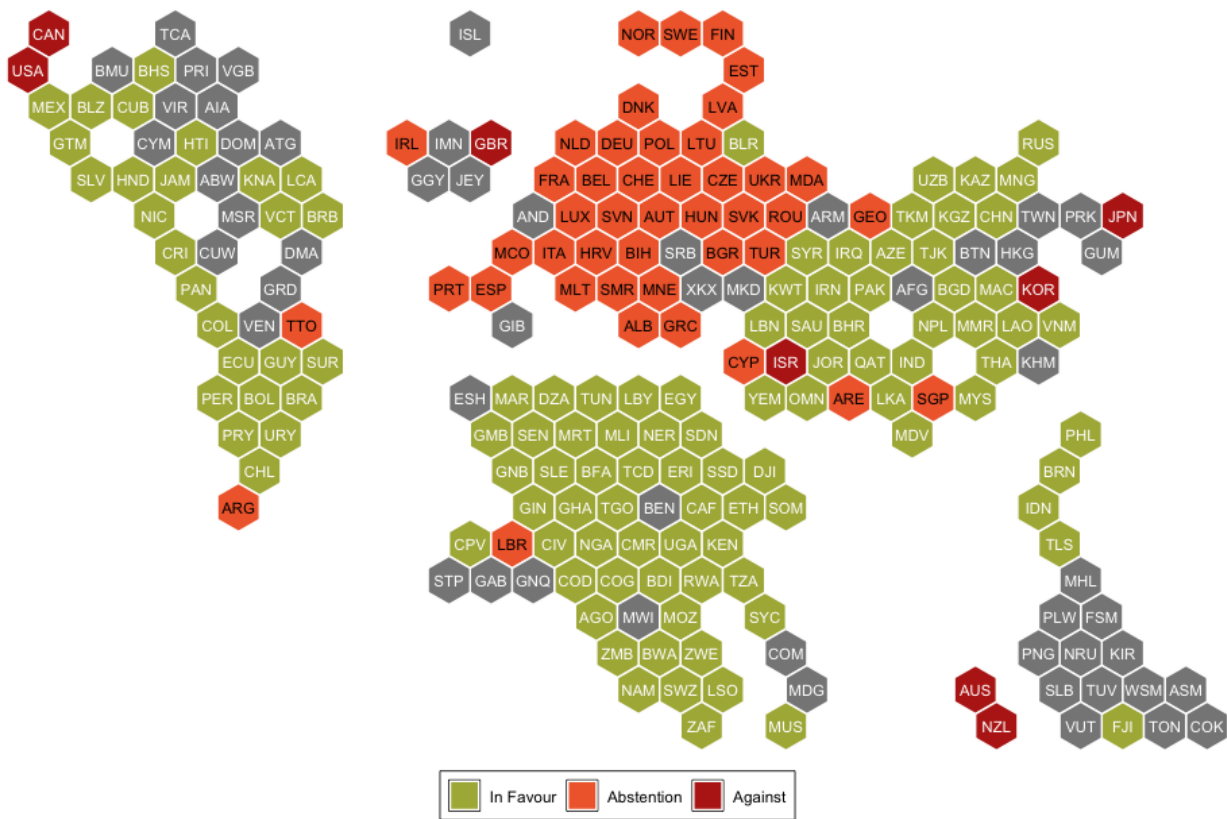 CAN TCA ISL NOR SWE FIN
USA BMU BHS PRI VGB EST
MEX BLZ CUB VIR AIA DNK LVA
GTM CYM HTI DOM ATG IRL IMN GBR NLD DEU POL LTU BLR RUS
SLV HND JAM ABW KNA LCA GGY JEY FRA BEL CHE LIE CZE UKR MDA UZB KAZ MNG
NIC MSR VCT BRB AND LUX SVN AUT HUN SVK ROU ARM GEO TKM KGZ CHN TWN PRK JPN
CRI CUW DMA MCO ITA HRV BIH SRB BGR TUR SYR IRQ AZE TJK BTN HKG GUM
PAN GRD PRT ESP MLT SMR MNE XKX MKD KWT IRN PAK AFG BGD MAC KOR
COL VEN TTO GIB ALB GRC LBN SAU BHR NPL MMR LAO VNM
ECU GUY SUR CYP ISR JOR QAT IND THA KHM
PER BOL BRA ESH MAR DZA TUN LBY EGY YEM OMN ARE LKA SGP MYS
PRY URY GMB SEN MRT MLI NER SDN MDV PHL
CHL GNB SLE BFA TCD ERI SSD DJI BRN
ARG GIN GHA TGO BEN CAF ETH SOM IDN
CPV LBR CIV NGA CMR UGA KEN TLS
STP GAB GNQ COD COG BDI RWA TZA MHL
AGO MWI MOZ SYC PLW FSM
ZMB BWA ZWE COM PNG NRU KIR
NAM SWZ LSO MDG AUS SLB TUV WSM ASM
ZAF MUS NZL VUT FJI TON COK
In Favour Abstention Against